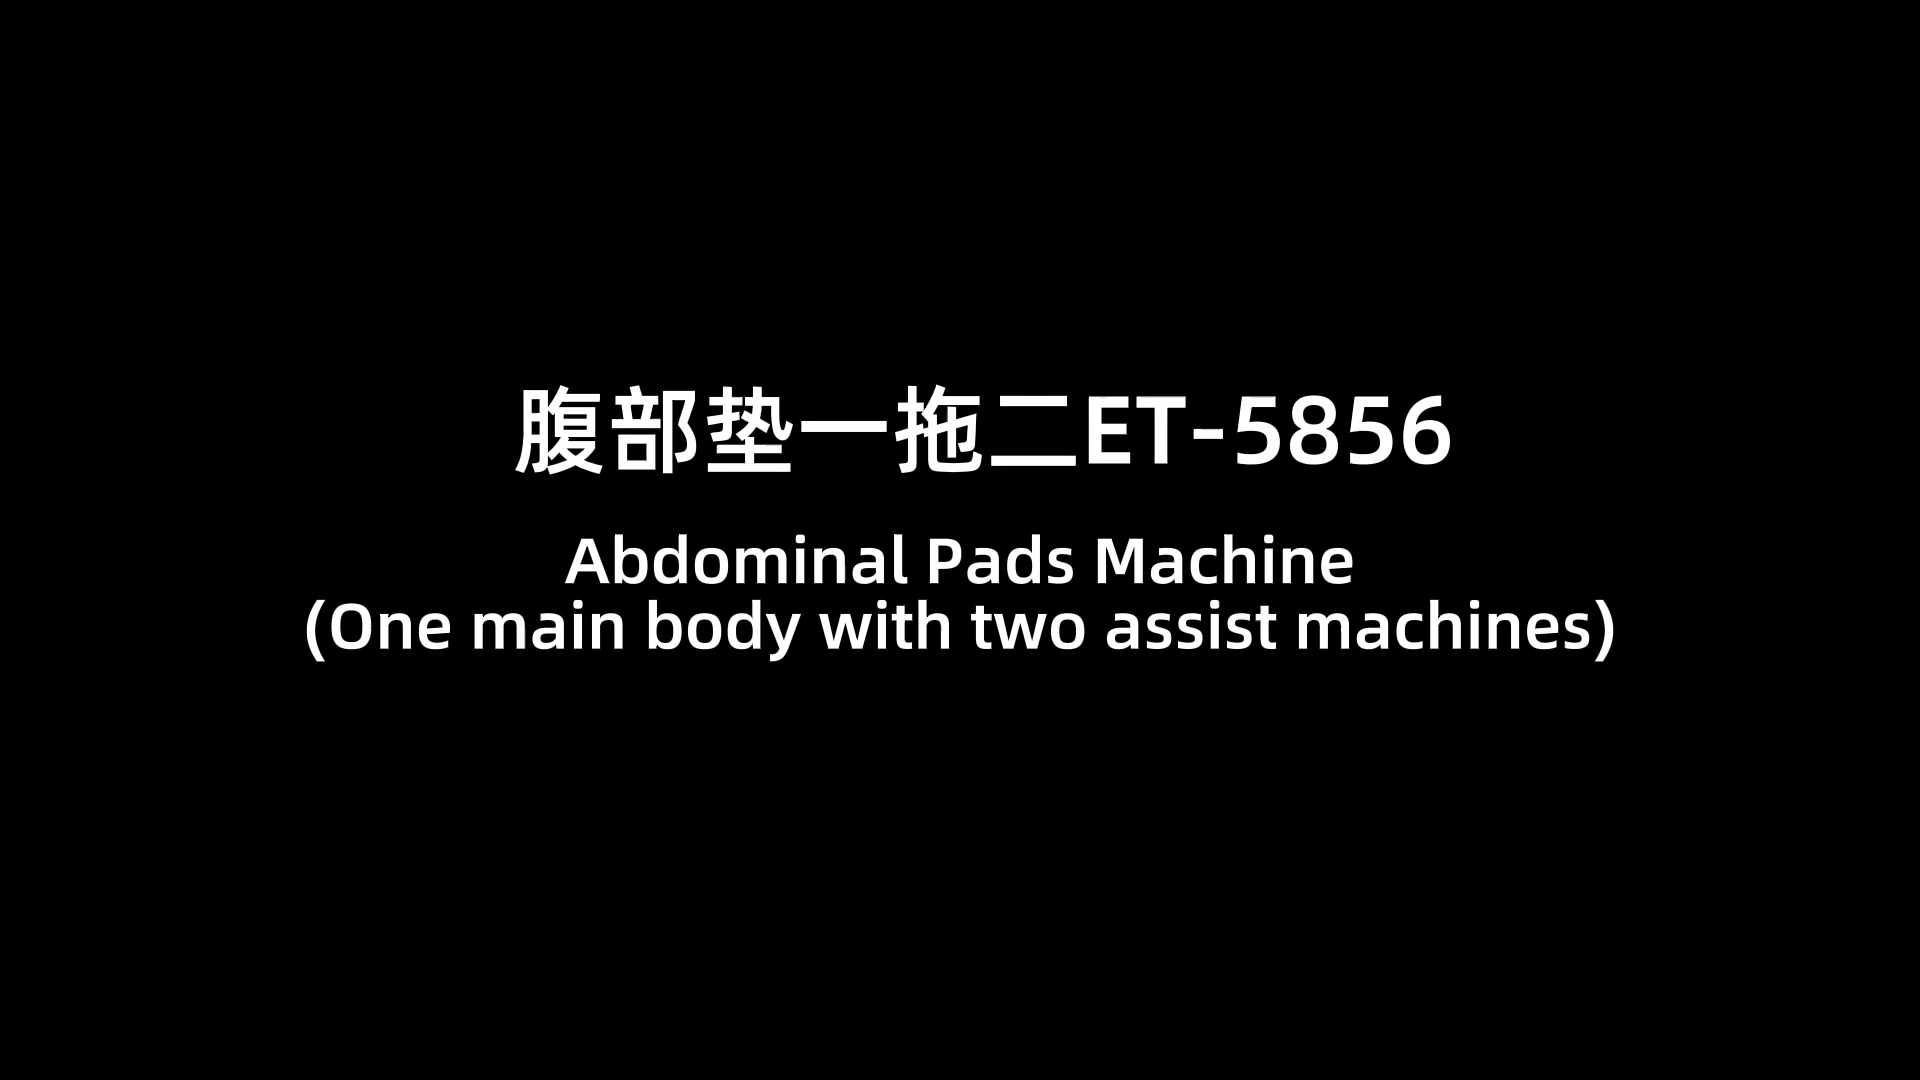 腹部垫一拖二ET-5856
Abdominal Pads Machine
(One main body with two assist machines)